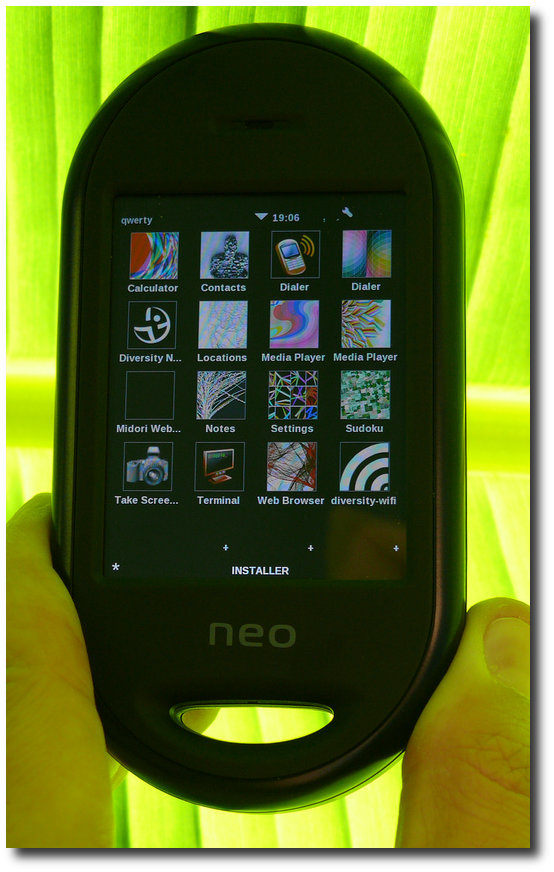 qwerty 19:06
Calculator Contacts Dialer Dialer
Diversity N... Locations Media Player Media Player
Midori Web... Notes Settings Sudoku
Take Scree... Terminal Web Browser diversity-wifi
+ + +
* INSTALLER
neo